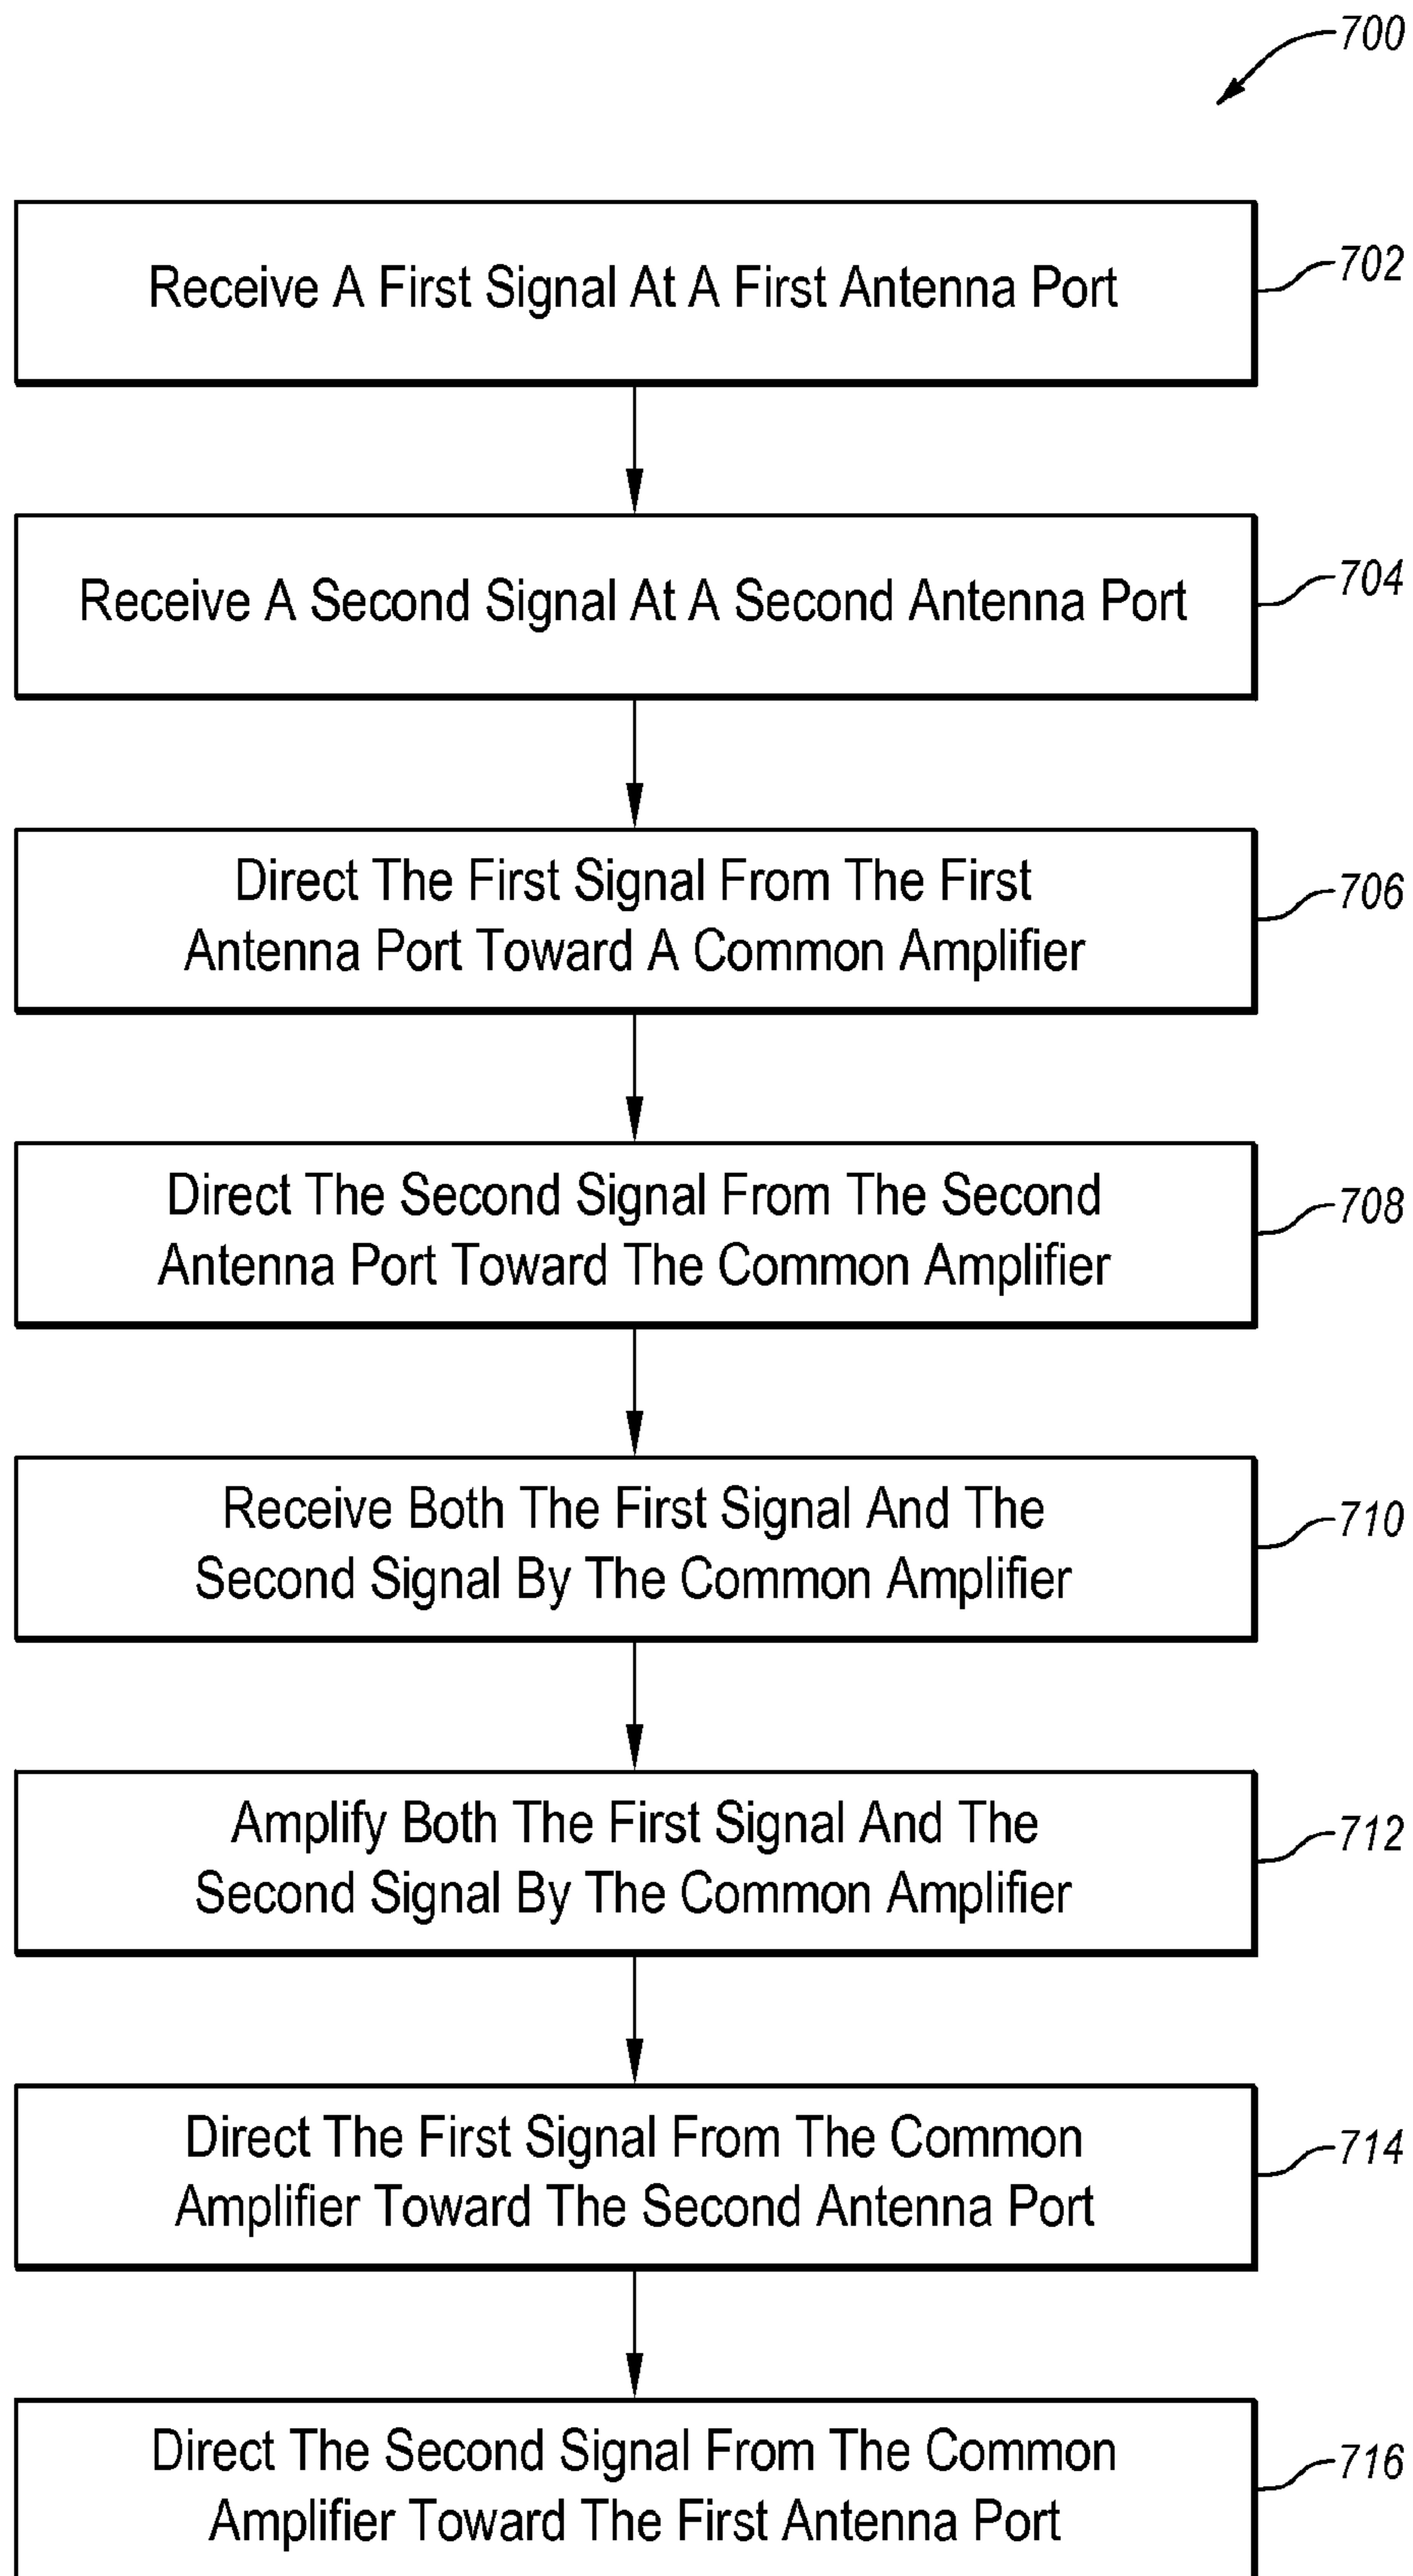 700
Receive A First Signal At A First Antenna Port
702
Receive A Second Signal At A Second Antenna Port
704
Direct The First Signal From The First
Antenna Port Toward A Common Amplifier
706
Direct The Second Signal From The Second
Antenna Port Toward The Common Amplifier
708
Receive Both The First Signal And The
Second Signal By The Common Amplifier
710
Amplify Both The First Signal And The
Second Signal By The Common Amplifier
712
Direct The First Signal From The Common
Amplifier Toward The Second Antenna Port
714
Direct The Second Signal From The Common
Amplifier Toward The First Antenna Port
716